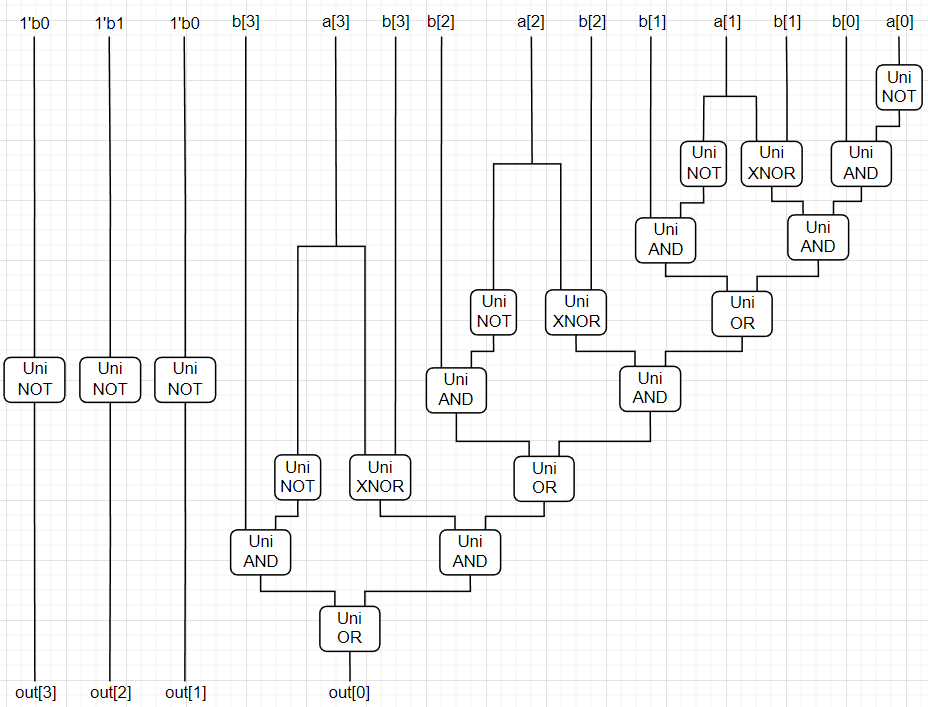 1'b0 1'b1 1'b0 b[3] a[3] b[3] b[2] a[2] b[2] b[1] a[1] b[1] b[0] a[0]
Uni
NOT
Uni
NOT
Uni
XNOR
Uni
AND
Uni
AND
Uni
AND
Uni
NOT
Uni
XNOR
Uni
OR
Uni
NOT
Uni
NOT
Uni
NOT
Uni
AND
Uni
AND
Uni
NOT
Uni
XNOR
Uni
OR
Uni
AND
Uni
AND
Uni
OR
out[3] out[2] out[1] out[0]